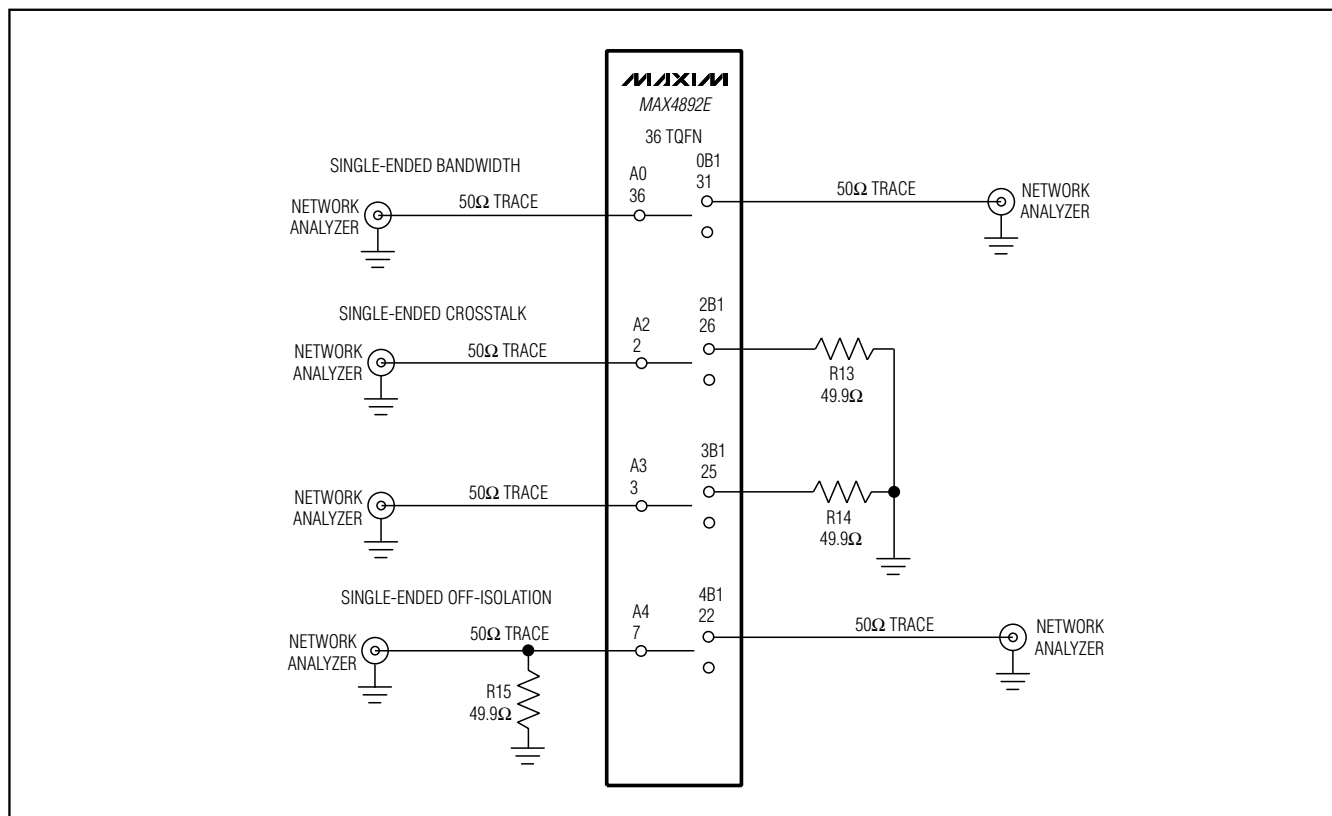 MAXIM
MAX4892E
36 TQFN
SINGLE-ENDED BANDWIDTH
NETWORK
ANALYZER
50Ω TRACE
A0
36
0B1
31
50Ω TRACE
NETWORK
ANALYZER
SINGLE-ENDED CROSSTALK
NETWORK
ANALYZER
50Ω TRACE
A2
2
2B1
26
R13
49.9Ω
NETWORK
ANALYZER
50Ω TRACE
A3
3
3B1
25
R14
49.9Ω
SINGLE-ENDED OFF-ISOLATION
NETWORK
ANALYZER
50Ω TRACE
R15
49.9Ω
A4
7
4B1
22
50Ω TRACE
NETWORK
ANALYZER